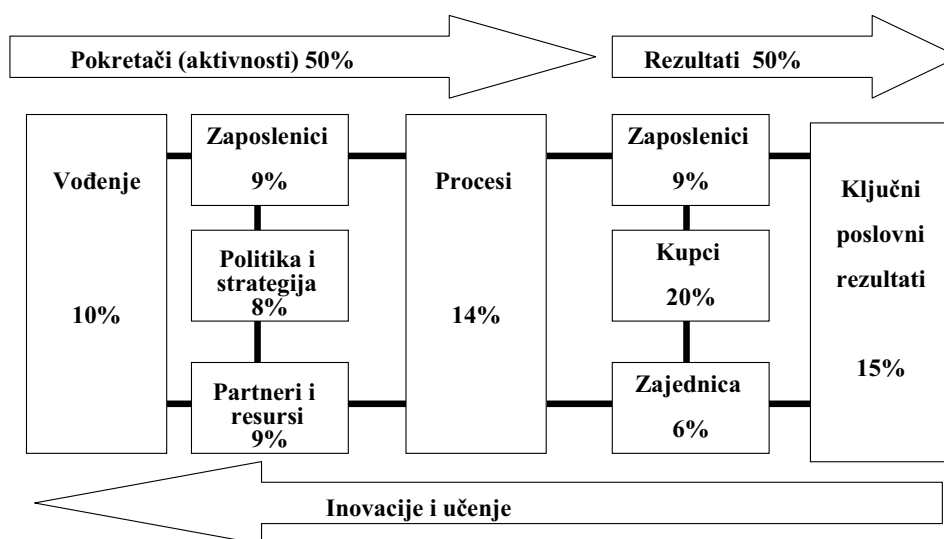 Pokretači (aktivnosti) 50%
Rezultati 50%
Vođenje
10%
Zaposlenici
9%
Politika i
strategija
8%
Partneri i
resursi
9%
Procesi
14%
Zaposlenici
9%
Kupci
20%
Zajednica
6%
Ključni
poslovni
rezultati
15%
Inovacije i učenje